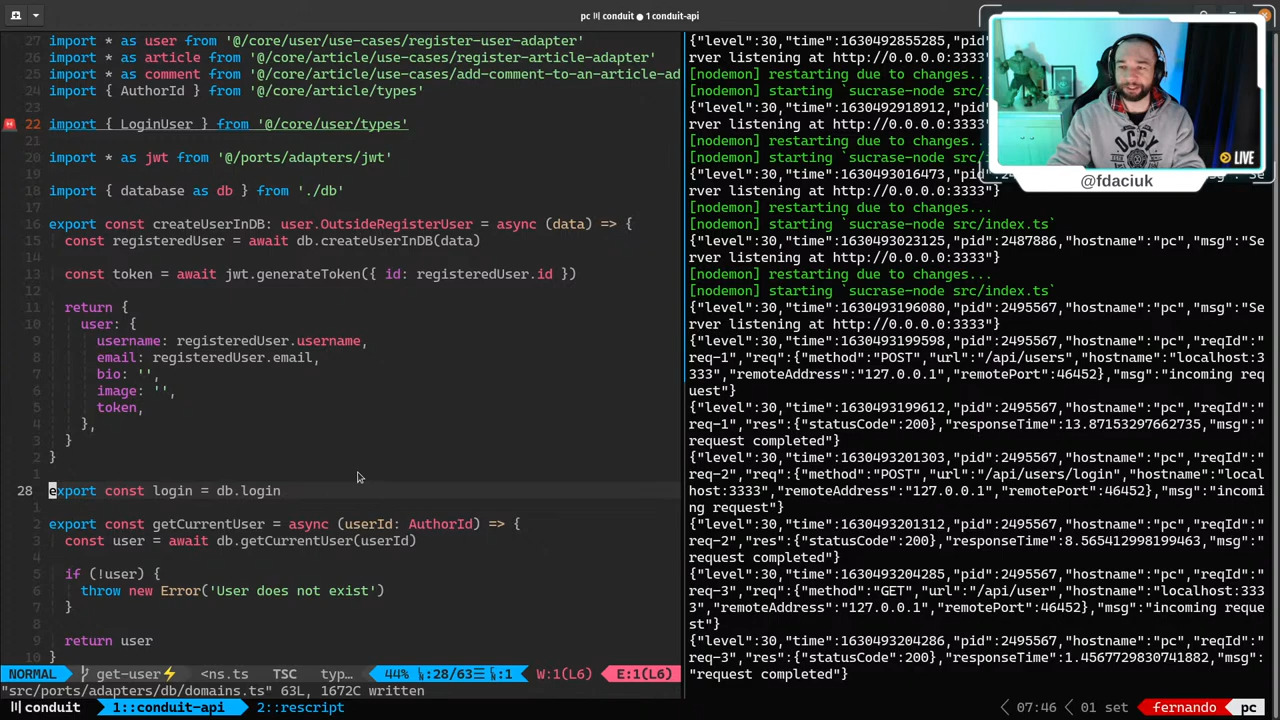 pc conduit ● 1 conduit-api
27 import * as user from '@/core/user/use-cases/register-user-adapter'
26 import * as article from '@/core/article/use-cases/register-article-adapter'
25 import * as comment from '@/core/article/use-cases/add-comment-to-an-article-ad
24 import { AuthorId } from '@/core/article/types'
22 import { LoginUser } from '@/core/user/types'
20 import * as jwt from '@/ports/adapters/jwt'
18 import { database as db } from './db'
16 export const createUserInDB: user.OutsideRegisterUser = async (data) => {
15 const registeredUser = await db.createUserInDB(data)
14
13 const token = await jwt.generateToken({ id: registeredUser.id })
12
11 return {
10 user: {
9 username: registeredUser.username,
8 email: registeredUser.email,
7 bio: '',
6 image: '',
5 token,
4 },
3 }
2 }
1
28 export const login = db.login
1
2 export const getCurrentUser = async (userId: AuthorId) => {
3 const user = await db.getCurrentUser(userId)
4
5 if (!user) {
6 throw new Error('User does not exist')
7 }
8
9 return user
10 }
NORMAL get-user⚡ <ns.ts TSC typ… 44% ㏑:28/63☰℅:1 W:1(L6) E:1(L6)
"src/ports/adapters/db/domains.ts" 63L, 1672C written
conduit 1::conduit-api 2::rescript
{"level":30,"time":1630492855285,"pid"
rver listening at http://0.0.0.0:3333"}
[nodemon] restarting due to changes...
[nodemon] starting `sucrase-node src/i
{"level":30,"time":1630492918912,"pid"
rver listening at http://0.0.0.0:3333"}
[nodemon] restarting due to changes...
[nodemon] starting `sucrase-node src/i
{"level":30,"time":1630493016473,"pid"
rver listening at http://0.0.0.0:3333"}
[nodemon] restarting due to changes...
[nodemon] starting `sucrase-node src/index.ts`
{"level":30,"time":1630493023125,"pid":2487886,"hostname":"pc","msg":"Se
rver listening at http://0.0.0.0:3333"}
[nodemon] restarting due to changes...
[nodemon] starting `sucrase-node src/index.ts`
{"level":30,"time":1630493196080,"pid":2495567,"hostname":"pc","msg":"Se
rver listening at http://0.0.0.0:3333"}
{"level":30,"time":1630493199598,"pid":2495567,"hostname":"pc","reqId":"
req-1","req":{"method":"POST","url":"/api/users","hostname":"localhost:3
333","remoteAddress":"127.0.0.1","remotePort":46452},"msg":"incoming req
uest"}
{"level":30,"time":1630493199612,"pid":2495567,"hostname":"pc","reqId":"
req-1","res":{"statusCode":200},"responseTime":13.87153297662735,"msg":"
request completed"}
{"level":30,"time":1630493201303,"pid":2495567,"hostname":"pc","reqId":"
req-2","req":{"method":"POST","url":"/api/users/login","hostname":"local
host:3333","remoteAddress":"127.0.0.1","remotePort":46452},"msg":"incomi
ng request"}
{"level":30,"time":1630493201312,"pid":2495567,"hostname":"pc","reqId":"
req-2","res":{"statusCode":200},"responseTime":8.565412998199463,"msg":"
request completed"}
{"level":30,"time":1630493204285,"pid":2495567,"hostname":"pc","reqId":"
req-3","req":{"method":"GET","url":"/api/user","hostname":"localhost:333
3","remoteAddress":"127.0.0.1","remotePort":46452},"msg":"incoming reque
st"}
{"level":30,"time":1630493204286,"pid":2495567,"hostname":"pc","reqId":"
req-3","res":{"statusCode":200},"responseTime":1.4567729830741882,"msg":
"request completed"}
07:46 01 set fernando pc
OCCY
LIVE
@fdaciuk